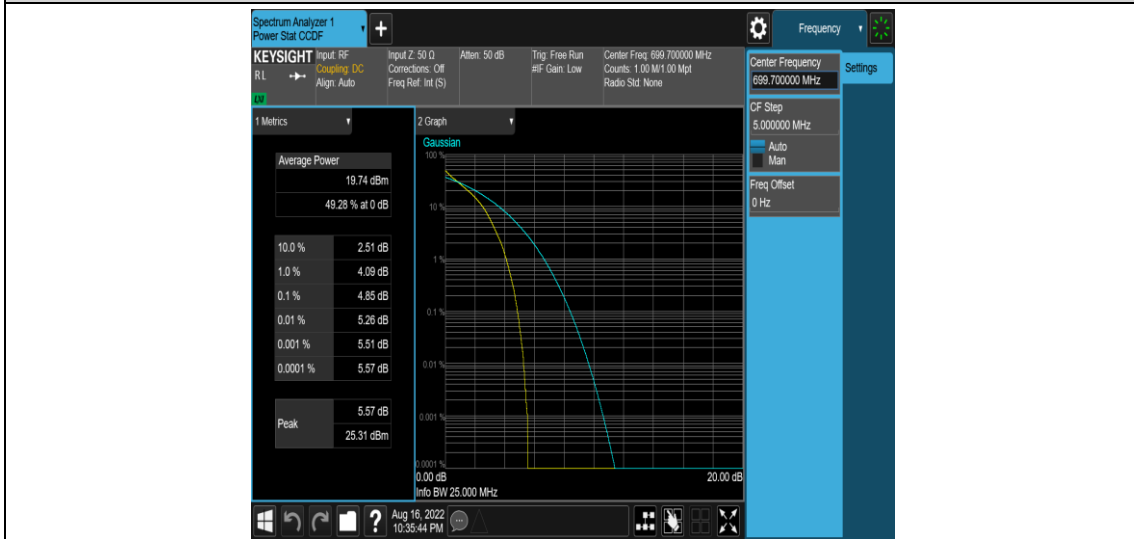 Spectrum Analyzer 1
Power Stat CCDF
+
Frequency
KEYSIGHT
RL
LXI
Input: RF
Coupling: DC
Align: Auto
Input Z: 50 Ω
Corrections: Off
Freq Ref: Int (S)
Atten: 50 dB
Trig: Free Run
#IF Gain: Low
Center Freq: 699.700000 MHz
Counts: 1.00 M/1.00 Mpt
Radio Std: None
Center Frequency
699.700000 MHz
Settings
CF Step
5.000000 MHz
Auto
Man
Freq Offset
0 Hz
1 Metrics
Average Power
19.74 dBm
49.28 % at 0 dB
10.0 % 2.51 dB
1.0 % 4.09 dB
0.1 % 4.85 dB
0.01 % 5.26 dB
0.001 % 5.51 dB
0.0001 % 5.57 dB
Peak
5.57 dB
25.31 dBm
2 Graph
Gaussian
100 %
10 %
1 %
0.1 %
0.01 %
0.001 %
0.0001 %
0.00 dB 20.00 dB
Info BW 25.000 MHz
?
Aug 16, 2022
10:35:44 PM